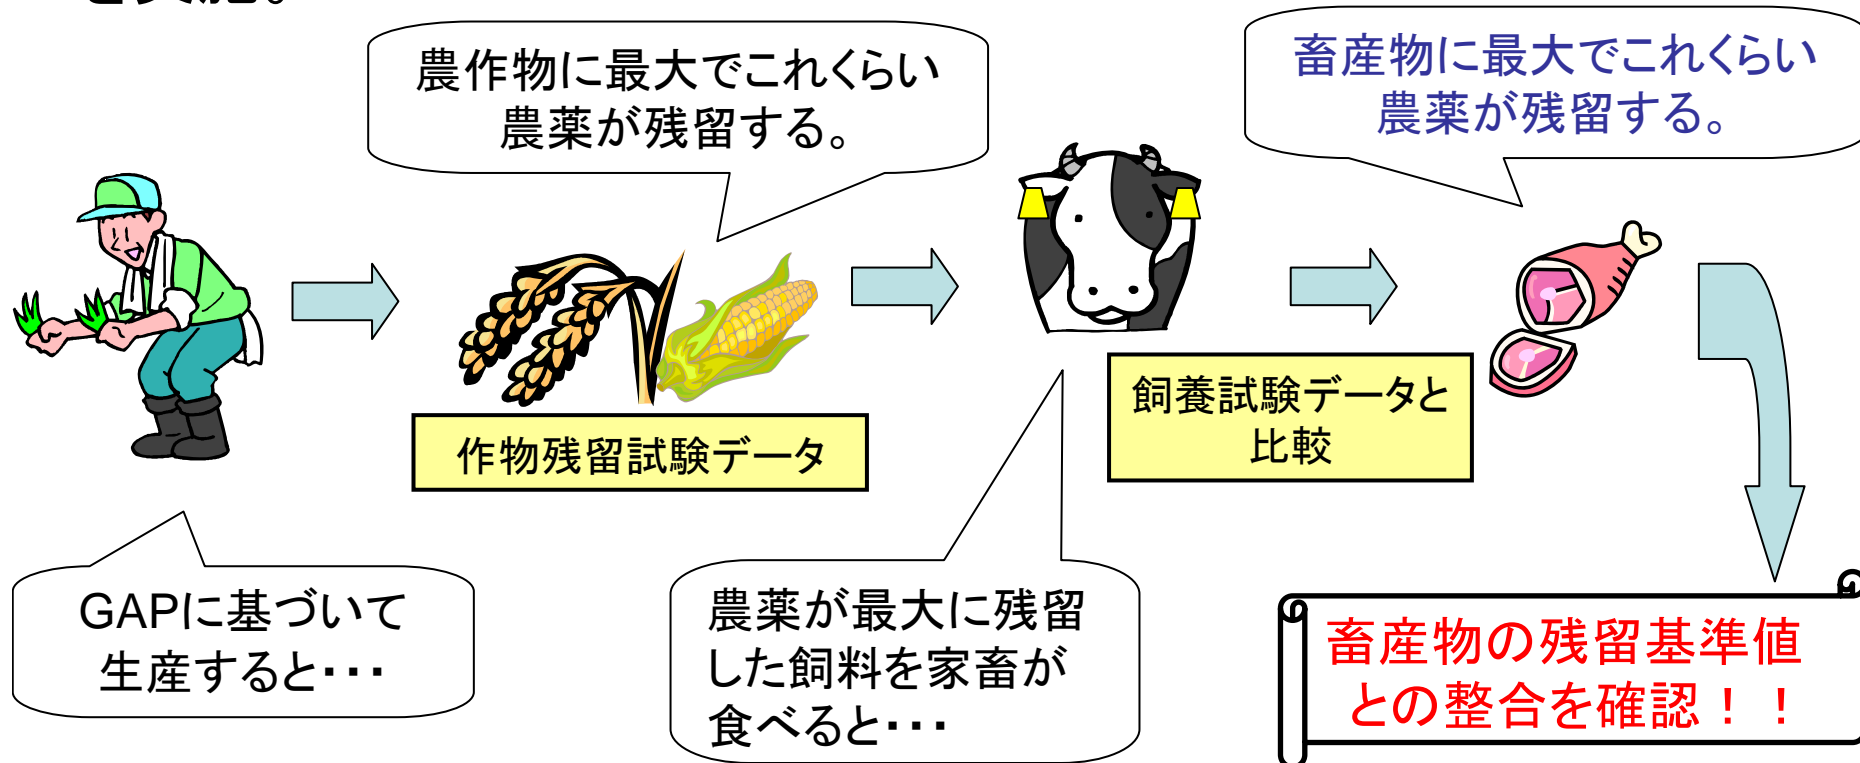 農作物に最大でこれくらい
農薬が残留する。
畜産物に最大でこれくらい
農薬が残留する。
作物残留試験データ
飼養試験データと
比較
GAPに基づいて
生産すると・・・
農薬が最大に残留
した飼料を家畜が
食べると・・・
畜産物の残留基準値
との整合を確認！！